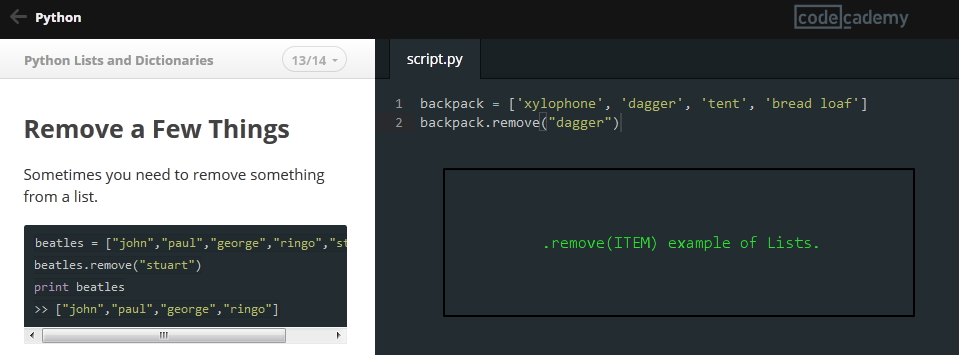 Python
code cademy
Python Lists and Dictionaries
13/14
script.py
Remove a Few Things
Sometimes you need to remove something
from a list.
beatles = ["john","paul","george","ringo","st
beatles.remove("stuart")
print beatles
>> ["john","paul","george","ringo"]
1 backpack = ['xylophone', 'dagger', 'tent', 'bread loaf']
2 backpack.remove("dagger")
.remove(ITEM) example of Lists.